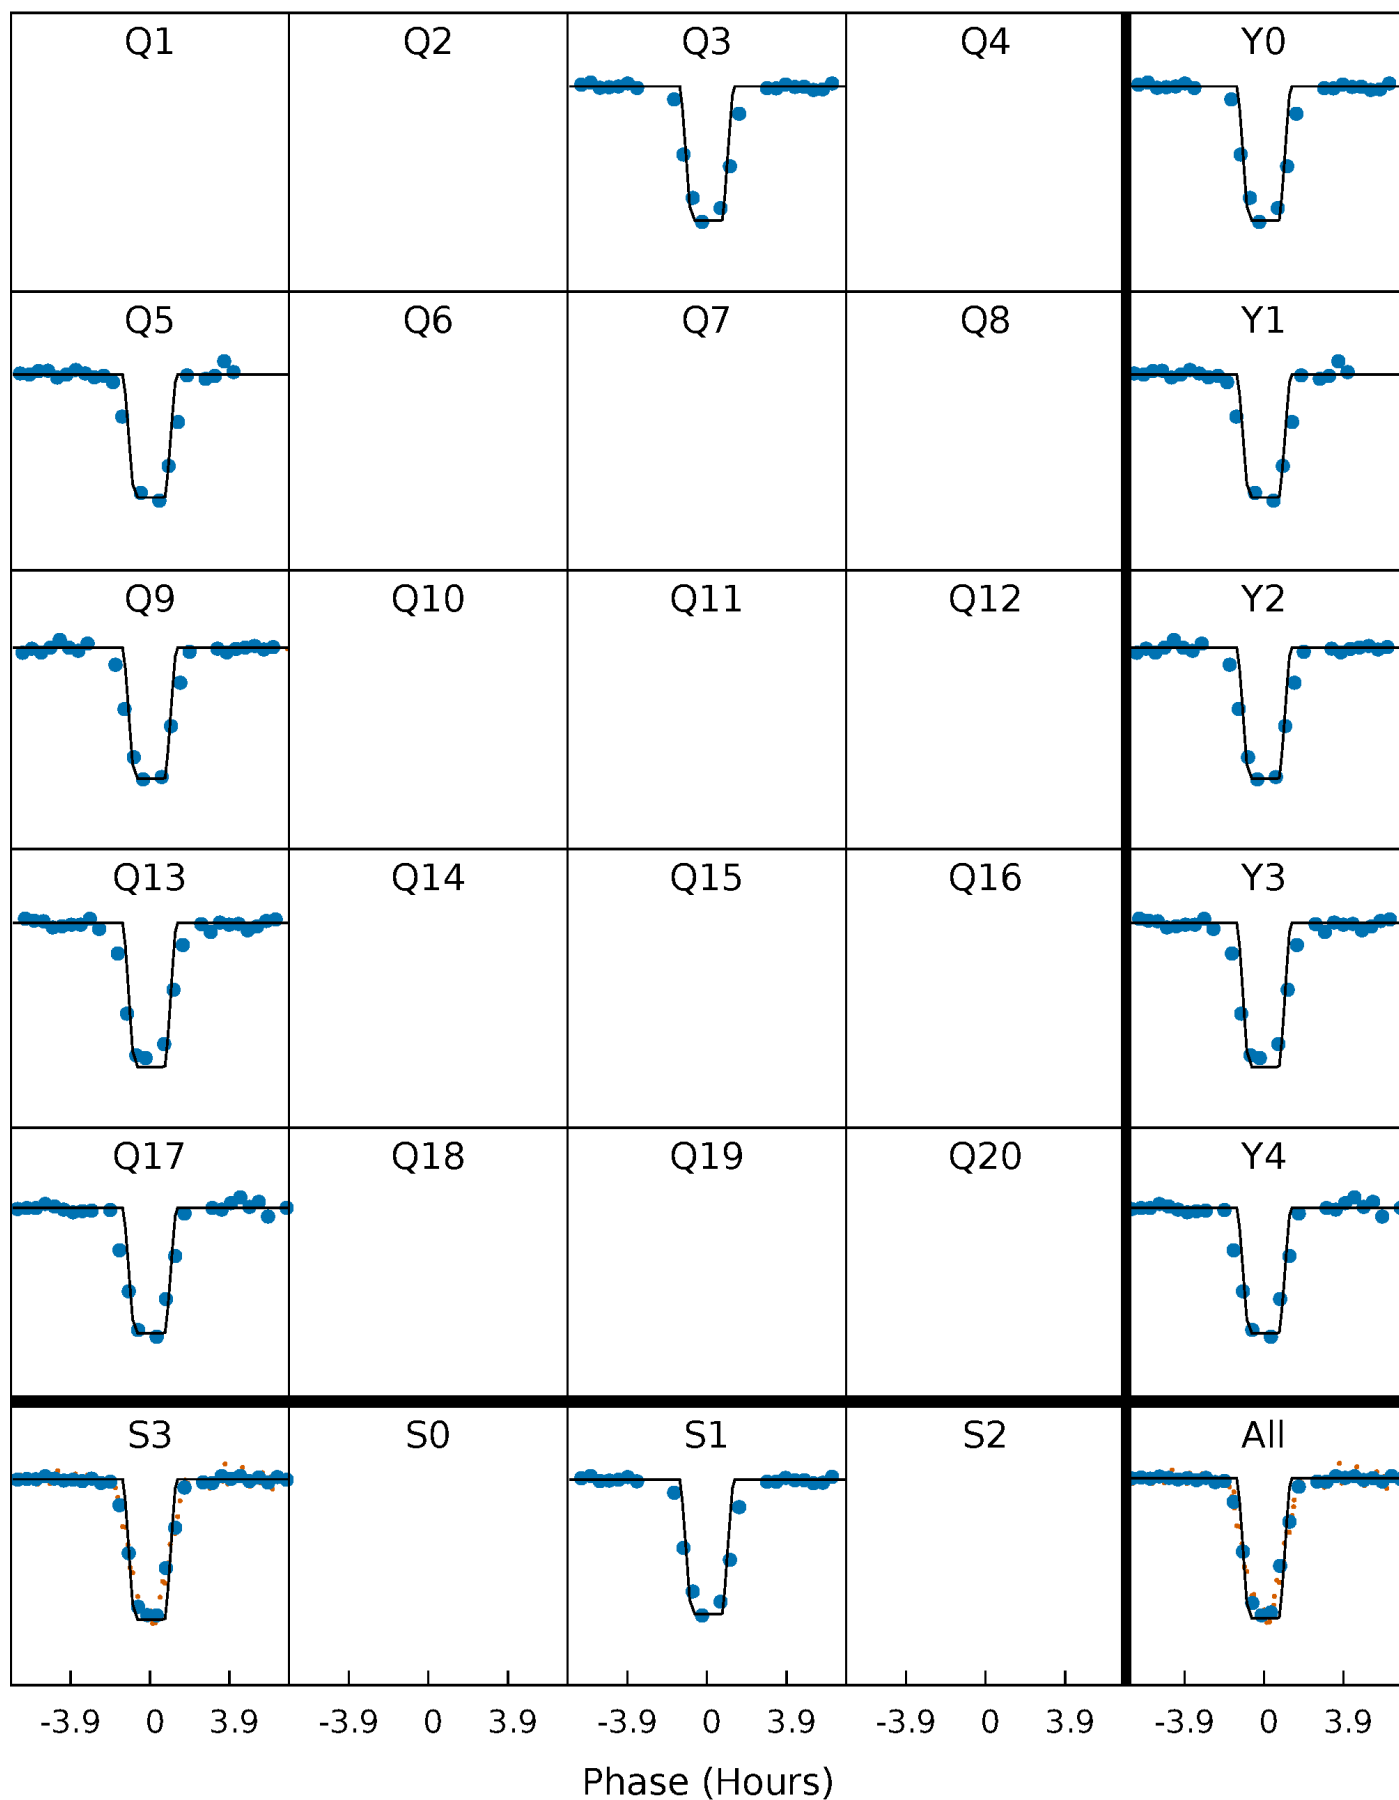 Q1 Q2 Q3 Q4 Y0
Q5 Q6 Q7 Q8 Y1
Q9 Q10 Q11 Q12 Y2
Q13 Q14 Q15 Q16 Y3
Q17 Q18 Q19 Q20 Y4
S3 S0 S1 S2 All
-3.9 0 3.9 -3.9 0 3.9 -3.9 0 3.9 -3.9 0 3.9 -3.9 0 3.9
Phase (Hours)